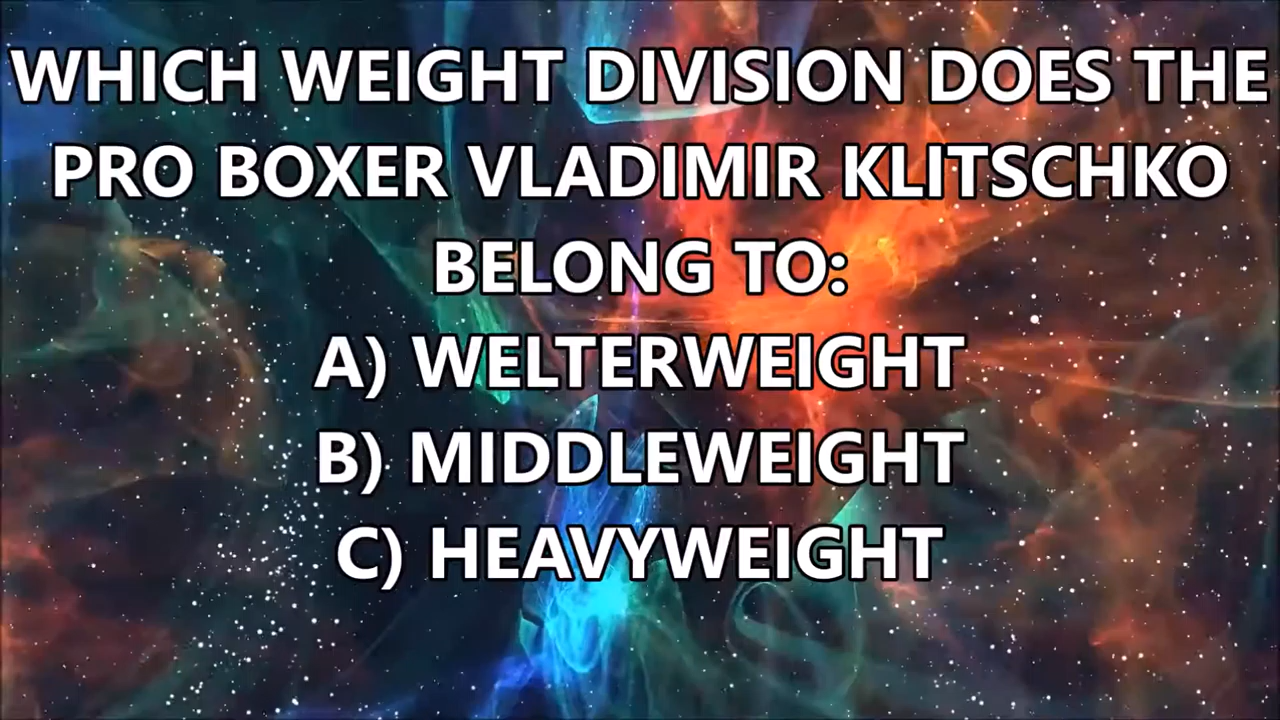 WHICH WEIGHT DIVISION DOES THE
PRO BOXER VLADIMIR KLITSCHKO
BELONG TO:
A) WELTERWEIGHT
B) MIDDLEWEIGHT
C) HEAVYWEIGHT